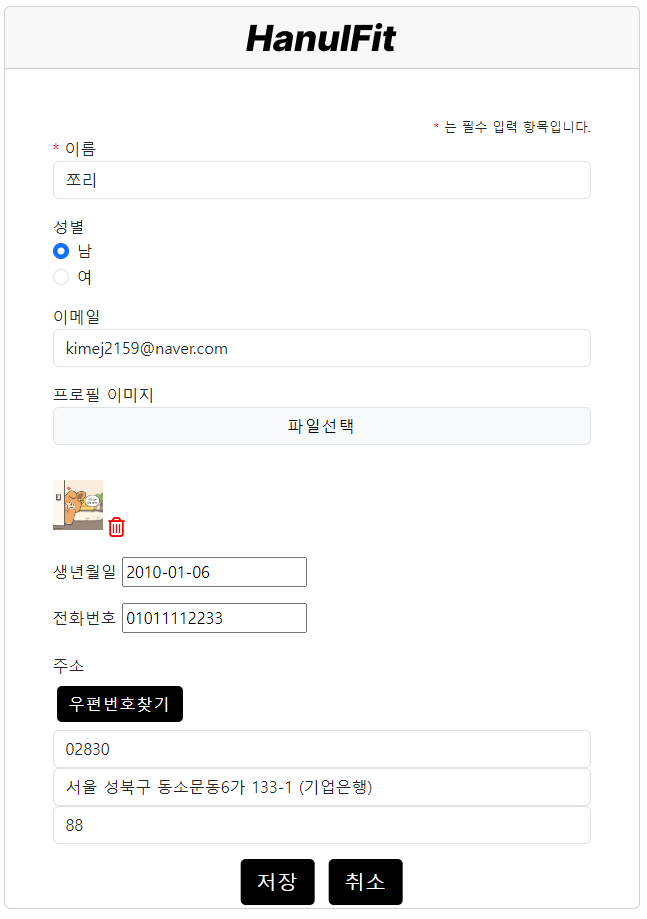 HanulFit
* 는 필수 입력 항목입니다.
* 이름
쪼리
성별
남
여
이메일
kimej2159@naver.com
프로필 이미지
파일선택
생년월일 2010-01-06
전화번호 01011112233
주소
우편번호찾기
02830
서울 성북구 동소문동6가 133-1 (기업은행)
88
저장 취소